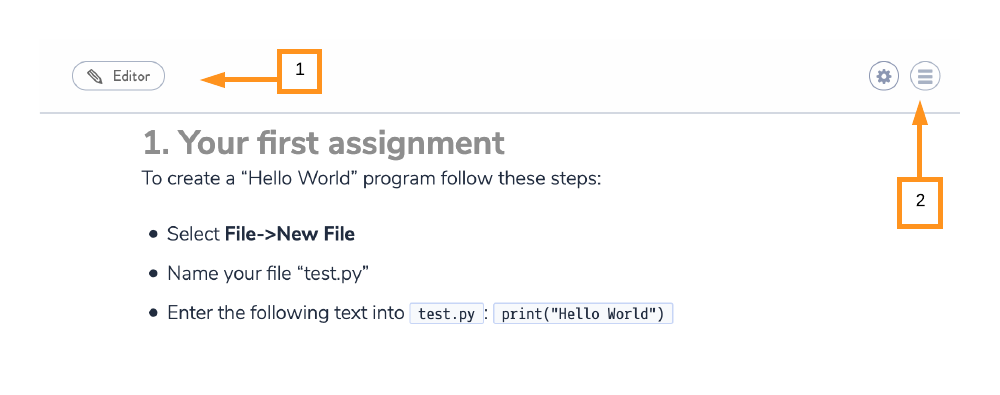 Editor
1
1. Your first assignment
To create a “Hello World” program follow these steps:
2
• Select File->New File
• Name your file “test.py”
• Enter the following text into test.py: print("Hello World")